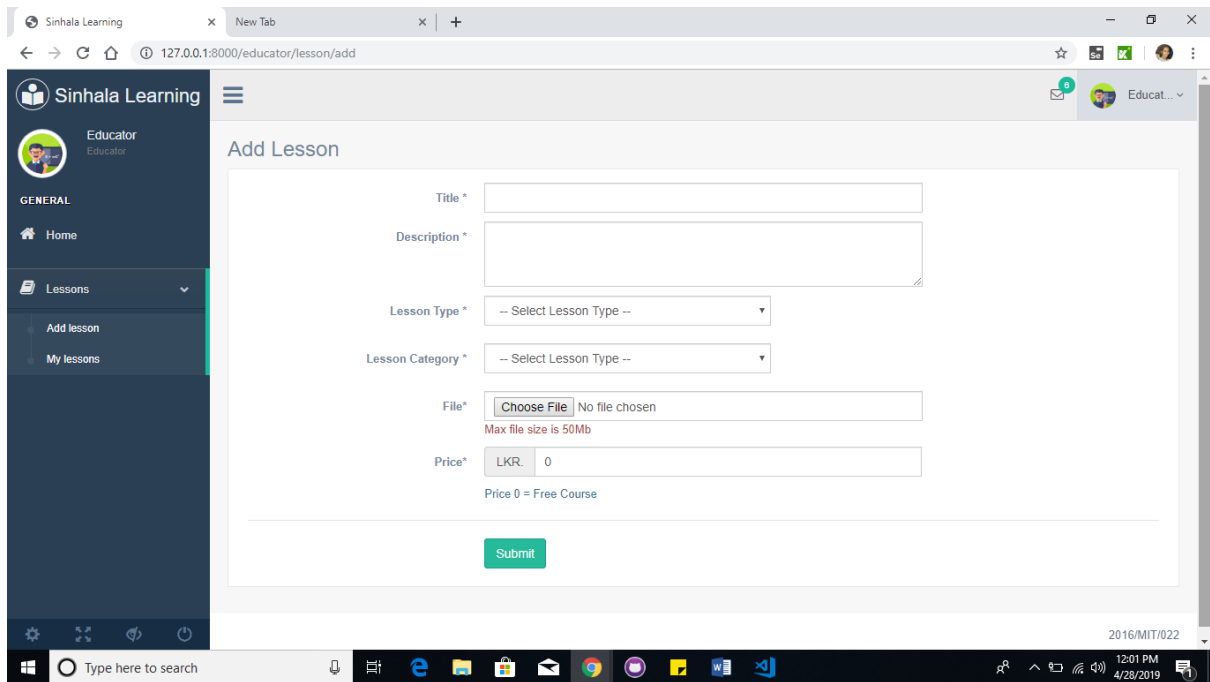 Sinhala Learning
New Tab
127.0.0.1:8000/educator/lesson/add
Se
K
Sinhala Learning
6
Educat...
Educator
Educator
GENERAL
Home
Lessons
Add lesson
My lessons
Add Lesson
Title *
Description *
Lesson Type * -- Select Lesson Type --
Lesson Category * -- Select Lesson Type --
File* Choose File No file chosen
Max file size is 50Mb
Price* LKR. 0
Price 0 = Free Course
Submit
2016/MIT/022
Type here to search
12:01 PM
4/28/2019
1